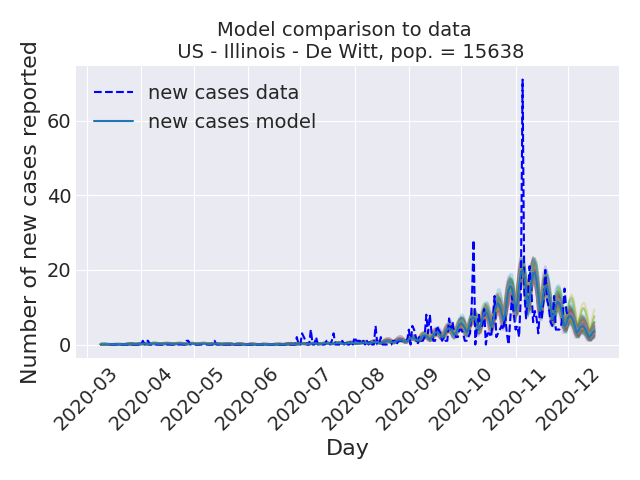 Model comparison to data
US - Illinois - De Witt, pop. = 15638
Number of new cases reported
new cases data
new cases model
60
40
20
0
2020-03
2020-04
2020-05
2020-06
2020-07
2020-08
2020-09
2020-10
2020-11
2020-12
Day